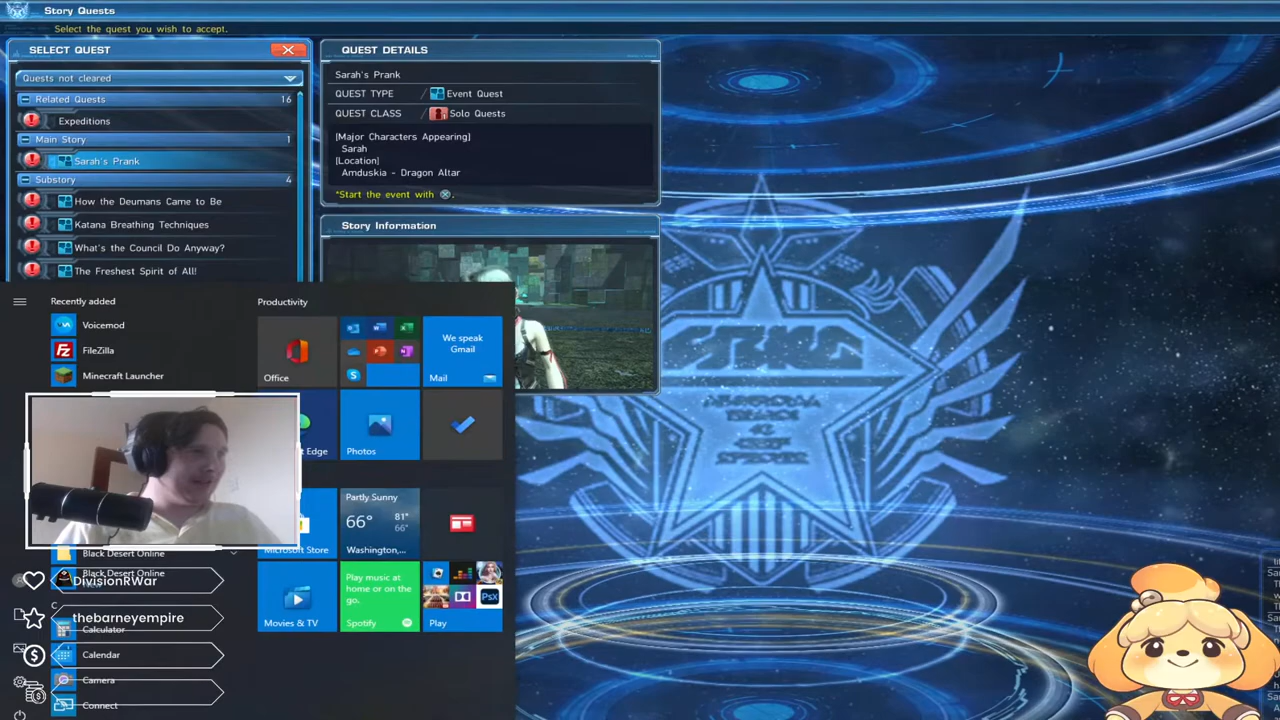 Story Quests
Select the quest you wish to accept.
SELECT QUEST
Quests not cleared
Related Quests 16
Expeditions
Main Story 1
Sarah's Prank
Substory 4
How the Deumans Came to Be
Katana Breathing Techniques
What's the Council Do Anyway?
The Freshest Spirit of All!
QUEST DETAILS
Sarah's Prank
QUEST TYPE / Event Quest
QUEST CLASS / Solo Quests
[Major Characters Appearing]
Sarah
[Location]
Amduskia - Dragon Altar
*Start the event with .
Story Information
Recently added
Voicemod
FileZilla
Minecraft Launcher
Black Desert Online
Black Desert Online
DivisionRWar
C
thebarneyempire
Calculator
Calendar
Camera
Connect
Productivity
Office
We speak
Gmail
Mail
Edge
Photos
Microsoft Store
Partly Sunny
66° 81°
66°
Washington,...
Movies & TV
Play music at
home or on the
go.
Spotify
Play